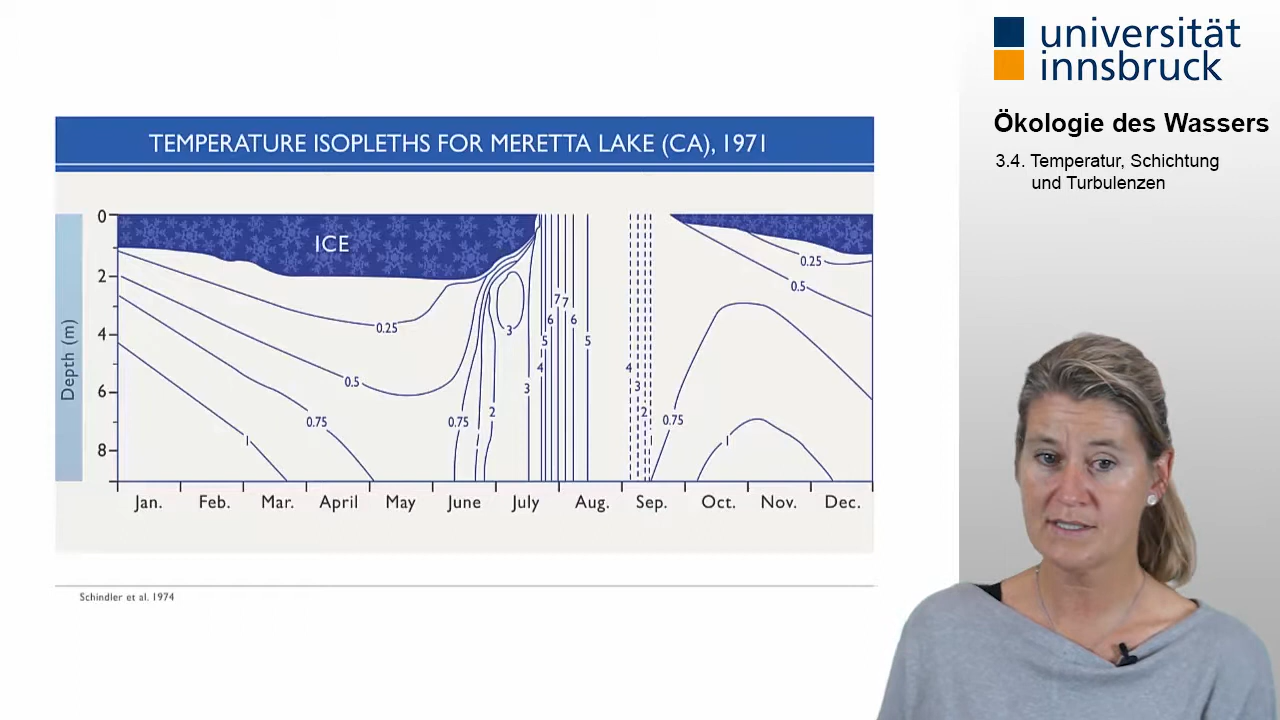 universität
innsbruck
Ökologie des Wassers
3.4. Temperatur, Schichtung
und Turbulenzen
TEMPERATURE ISOPLETHS FOR MERETTA LAKE (CA), 1971
Depth (m)
0
2
4
6
8
ICE
0.25
0.5
0.75
1
0.75
2
3
3
4
5
6
7
7
6
5
4
3
2
0.75
1
0.25
0.5
Jan. Feb. Mar. April May June July Aug. Sep. Oct. Nov. Dec.
Schindler et al. 1974